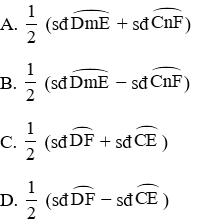 A. 1/2 (sđ DmE + sđ CnF)
B. 1/2 (sđ DmE − sđ CnF)
C. 1/2 (sđ DF + sđ CE )
D. 1/2 (sđ DF − sđ CE )